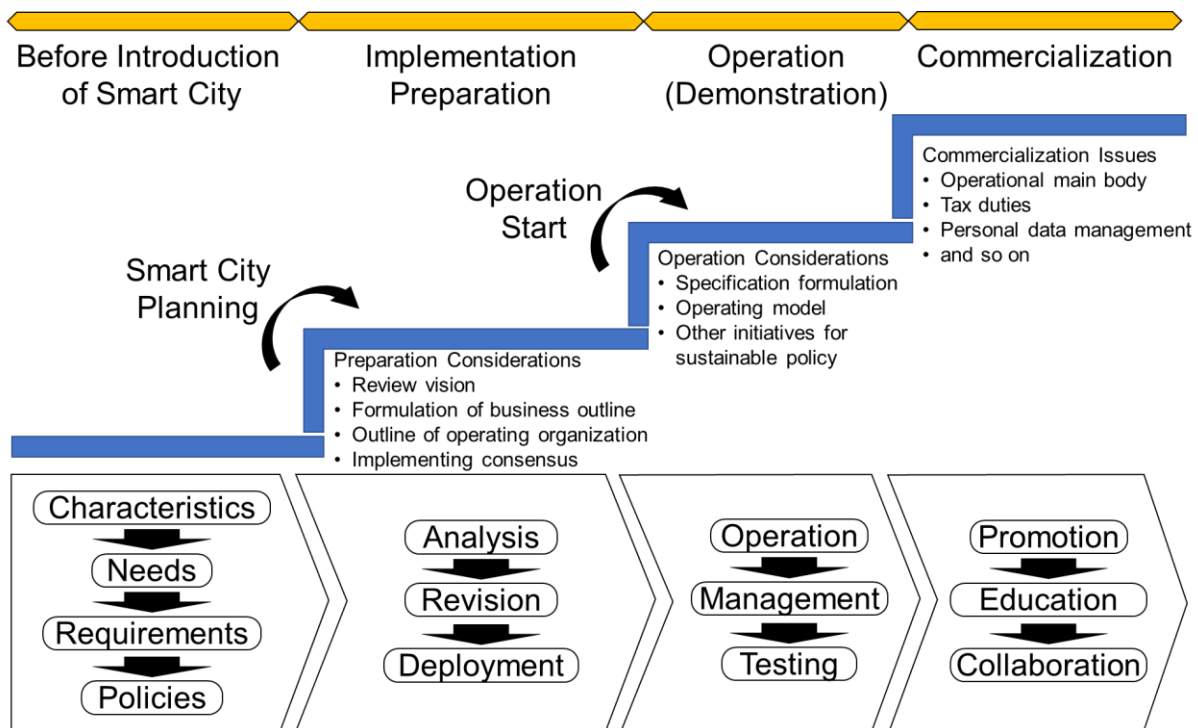 Before Introduction
of Smart City
Implementation
Preparation
Operation
(Demonstration)
Commercialization
Smart City
Planning
Operation
Start
Preparation Considerations
• Review vision
• Formulation of business outline
• Outline of operating organization
• Implementing consensus
Operation Considerations
• Specification formulation
• Operating model
• Other initiatives for
sustainable policy
Commercialization Issues
• Operational main body
• Tax duties
• Personal data management
• and so on
Characteristics
Needs
Requirements
Policies
Analysis
Revision
Deployment
Operation
Management
Testing
Promotion
Education
Collaboration